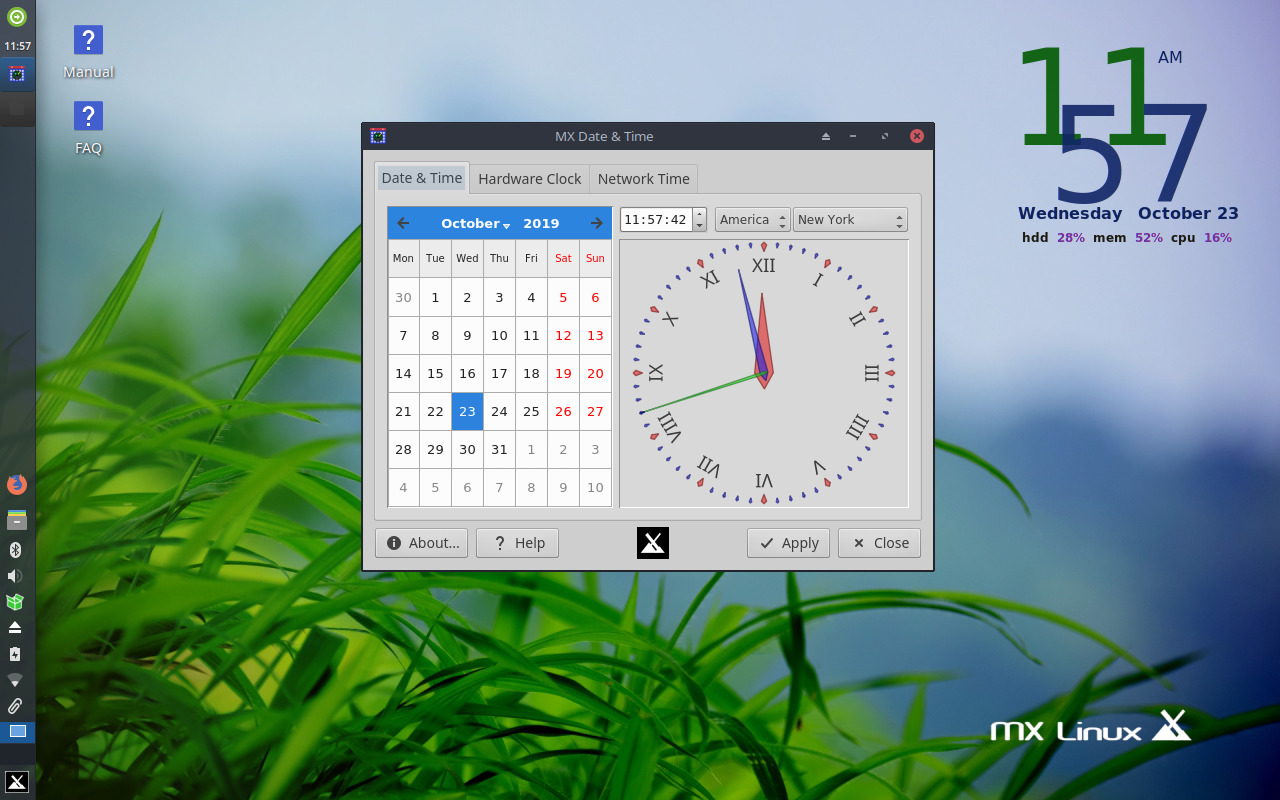 11:57
Manual
FAQ
11 AM
57
Wednesday October 23
hdd 28% mem 52% cpu 16%
MX Date & Time
Date & Time Hardware Clock Network Time
October 2019
Mon Tue Wed Thu Fri Sat Sun
30 1 2 3 4 5 6
7 8 9 10 11 12 13
14 15 16 17 18 19 20
21 22 23 24 25 26 27
28 29 30 31 1 2 3
4 5 6 7 8 9 10
11:57:42 America New York
XII
I
II
III
IIII
V
VI
VII
VIII
XI
X
IX
About... Help Apply Close
MX Linux